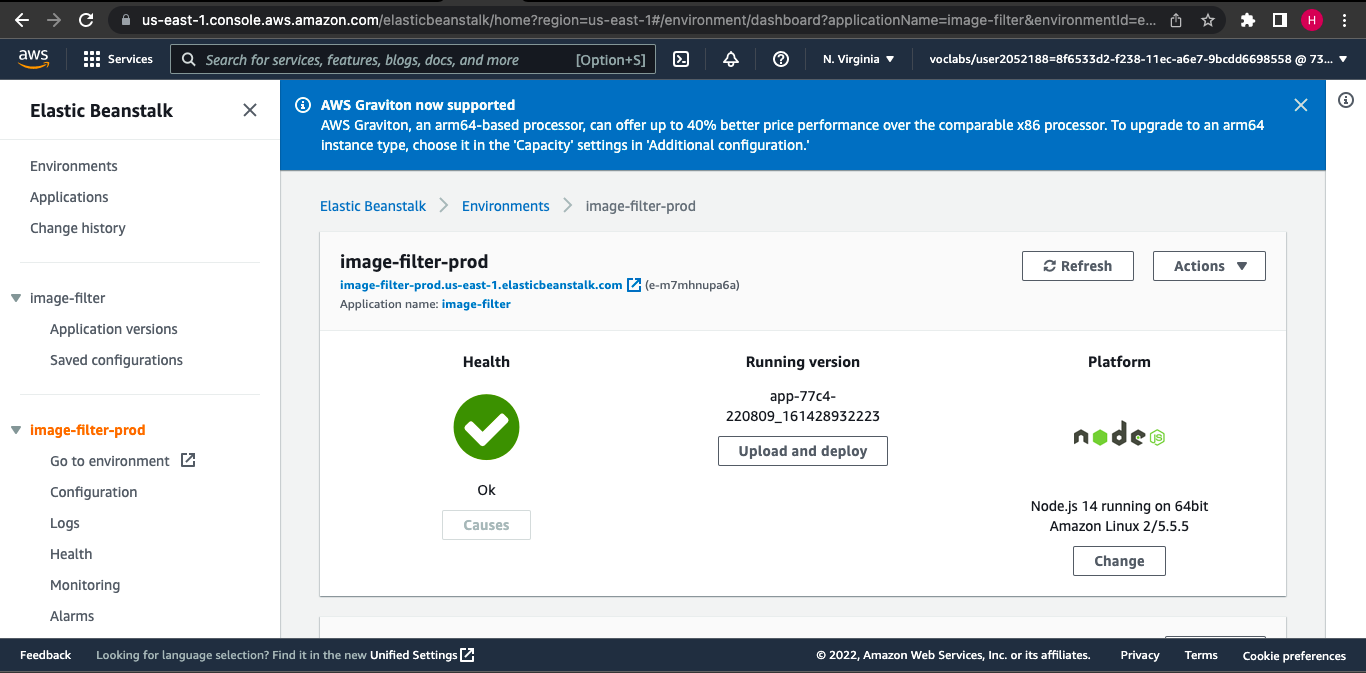 us-east-1.console.aws.amazon.com/elasticbeanstalk/home?region=us-east-1#/environment/dashboard?applicationName=image-filter&environmentId=e...
H
aws
Services
Search for services, features, blogs, docs, and more
[Option+S]
N. Virginia
voclabs/user2052188=8f6533d2-f238-11ec-a6e7-9bcdd6698558 @ 73...
Elastic Beanstalk
Environments
Applications
Change history
image-filter
Application versions
Saved configurations
image-filter-prod
Go to environment
Configuration
Logs
Health
Monitoring
Alarms
AWS Graviton now supported
AWS Graviton, an arm64-based processor, can offer up to 40% better price performance over the comparable x86 processor. To upgrade to an arm64
instance type, choose it in the 'Capacity' settings in 'Additional configuration.'
Elastic Beanstalk
Environments
image-filter-prod
image-filter-prod
image-filter-prod.us-east-1.elasticbeanstalk.com (e-m7mhnupa6a)
Application name: image-filter
Refresh
Actions
Health
Ok
Causes
Running version
app-77c4-
220809_161428932223
Upload and deploy
Platform
node JS
Node.js 14 running on 64bit
Amazon Linux 2/5.5.5
Change
Feedback
Looking for language selection? Find it in the new Unified Settings
© 2022, Amazon Web Services, Inc. or its affiliates.
Privacy
Terms
Cookie preferences